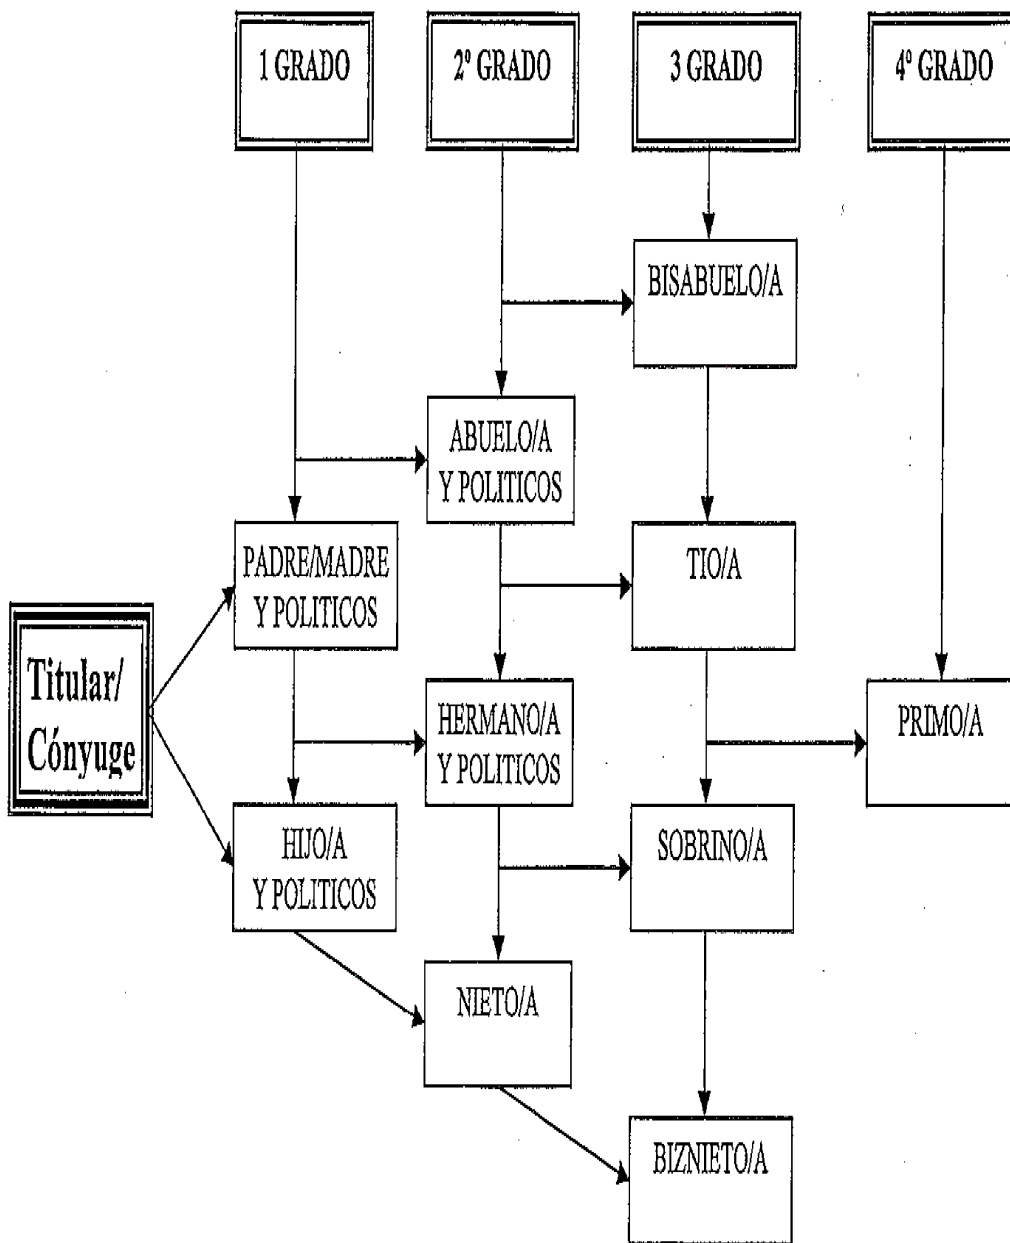 1 GRADO
2º GRADO
3 GRADO
4º GRADO
BISABUELO/A
ABUELO/A
Y POLITICOS
PADRE/MADRE
Y POLITICOS
TIO/A
Titular/
Cónyuge
HERMANO/A
Y POLITICOS
PRIMO/A
HIJO/A
Y POLITICOS
SOBRINO/A
NIETO/A
BIZNIETO/A